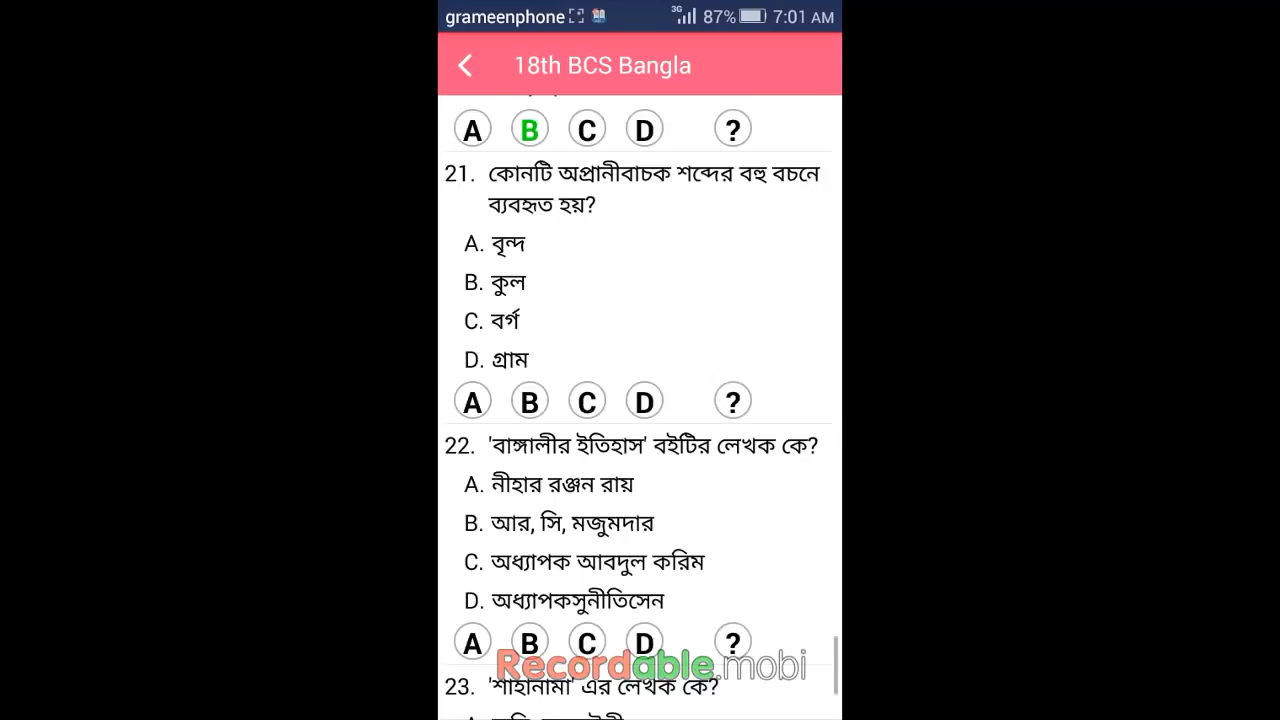 grameenphone 3G 87% 7:01 AM
18th BCS Bangla
A B C D ?
21. কোনটি অপ্রানীবাচক শব্দের বহু বচনে
ব্যবহৃত হয়?
A. বৃন্দ
B. কুল
C. বর্গ
D. গ্রাম
A B C D ?
22. 'বাঙ্গালীর ইতিহাস' বইটির লেখক কে?
A. নীহার রঞ্জন রায়
B. আর, সি, মজুমদার
C. অধ্যাপক আবদুল করিম
D. অধ্যাপকসুনীতিসেন
A B C D ?
Recordable.mobi
23. 'শাহানামা' এর লেখক কে?